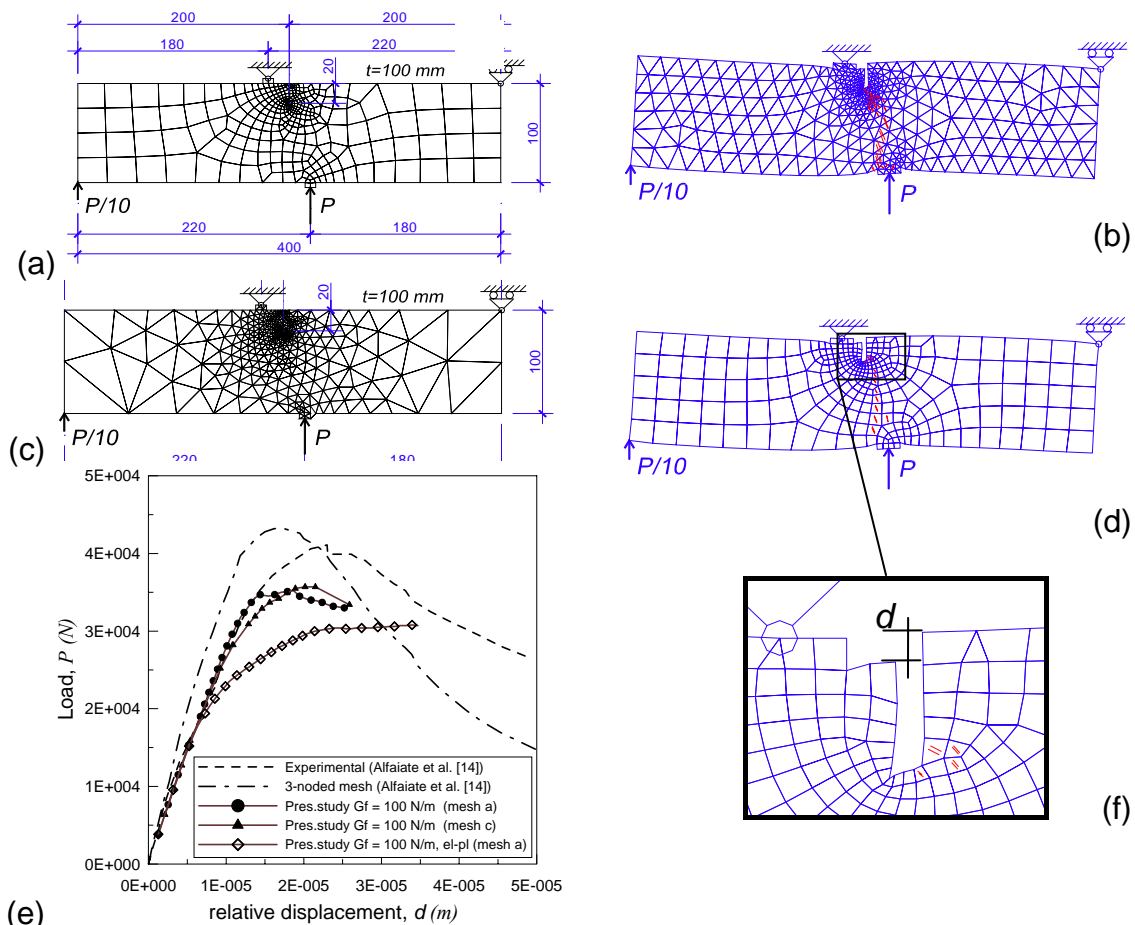 200 200
180 220
20
t=100 mm
100
P/10
P
220 180
400
(a)
P/10
P
(b)
20
t=100 mm
100
P/10
P
220 180
(c)
P/10
P
(d)
5E+004
4E+004
3E+004
2E+004
1E+004
0E+000
Load, P (N)
Experimental (Alfaiate et al. [14])
3-noded mesh (Alfaiate et al. [14])
Pres.study Gf = 100 N/m (mesh a)
Pres.study Gf = 100 N/m (mesh c)
Pres.study Gf = 100 N/m, el-pl (mesh a)
0E+000 1E-005 2E-005 3E-005 4E-005 5E-005
relative displacement, d (m)
(e)
d
(f)